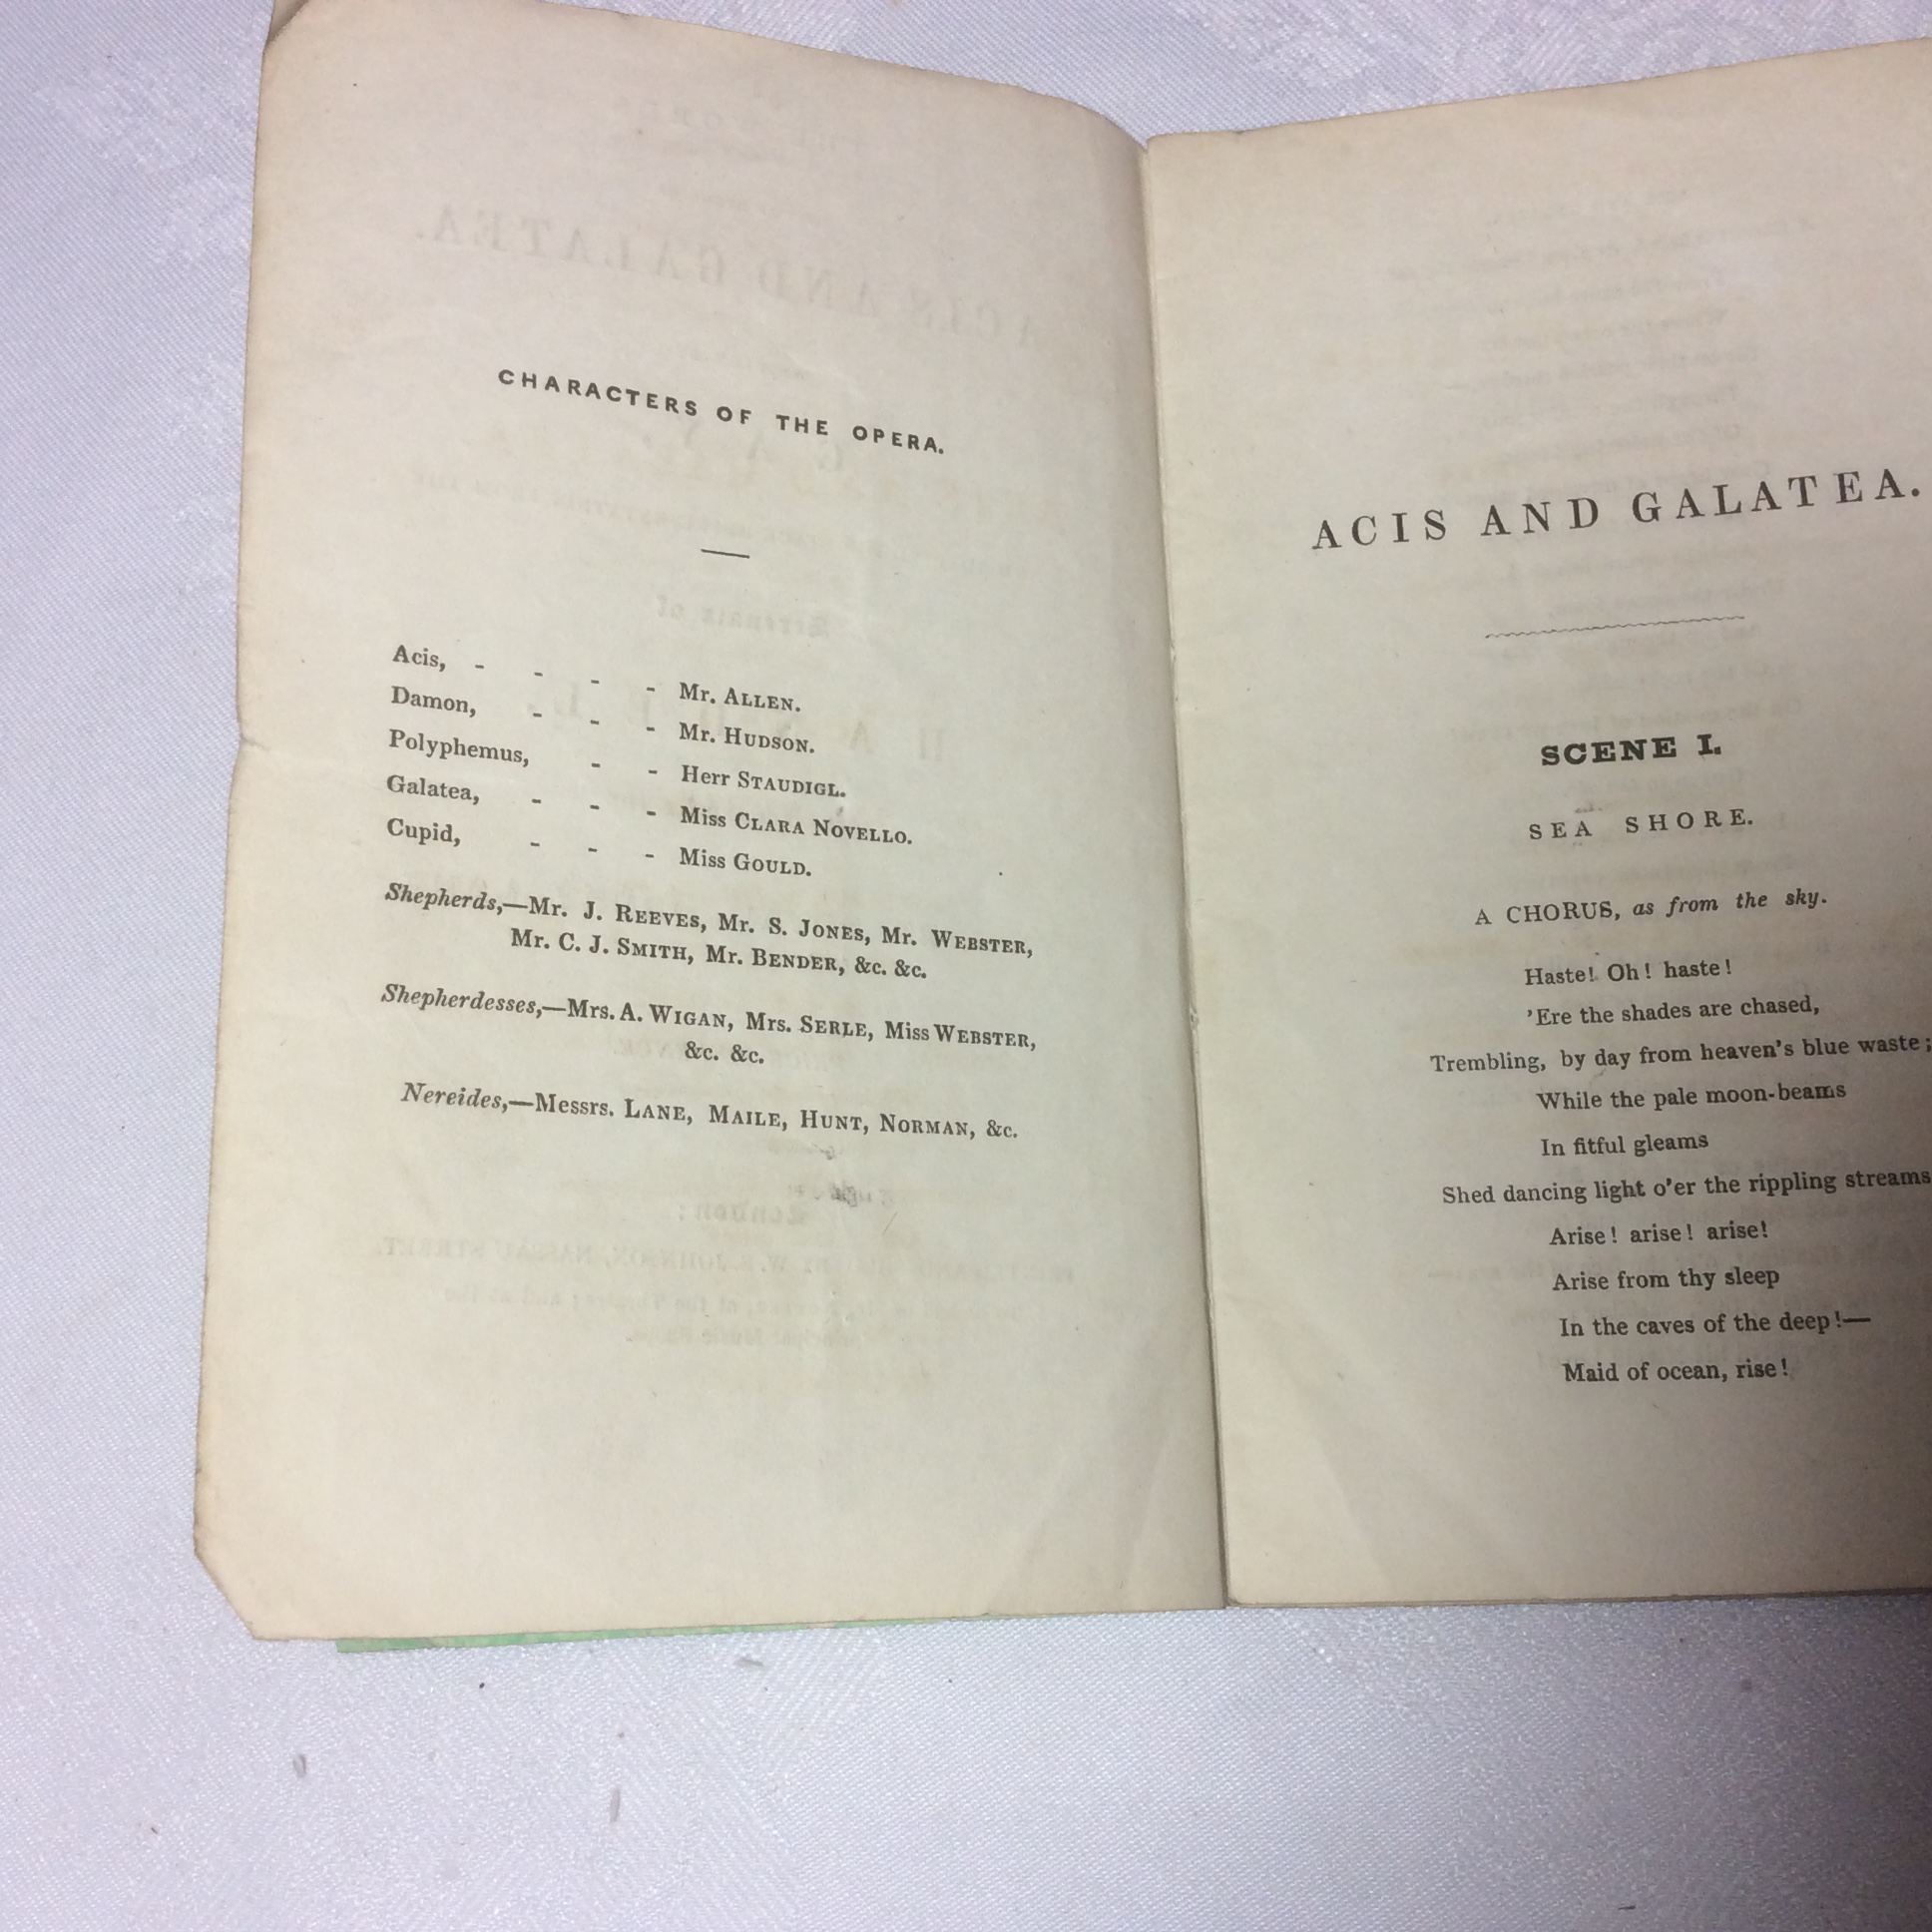 CHARACTERS OF THE OPERA.
Acis, - - - - Mr. ALLEN.
Damon, - - - Mr. HUDSON.
Polyphemus, - - Herr STAUDIGL.
Galatea, - - - Miss CLARA NOVELLO.
Cupid, - - - Miss GOULD.
Shepherds,—Mr. J. REEVES, Mr. S. JONES, Mr. WEBSTER,
Mr. C. J. SMITH, Mr. BENDER, &c. &c.
Shepherdesses,—Mrs. A. WIGAN, Mrs. SERLE, Miss WEBSTER,
&c. &c.
Nereides,—Messrs. LANE, MAILE, HUNT, NORMAN, &c.
ACIS AND GALATEA.
SCENE I.
SEA SHORE.
A CHORUS, as from the sky.
Haste! Oh! haste!
'Ere the shades are chased,
Trembling, by day from heaven's blue waste;
While the pale moon-beams
In fitful gleams
Shed dancing light o'er the rippling streams
Arise! arise! arise!
Arise from thy sleep
In the caves of the deep!—
Maid of ocean, rise!